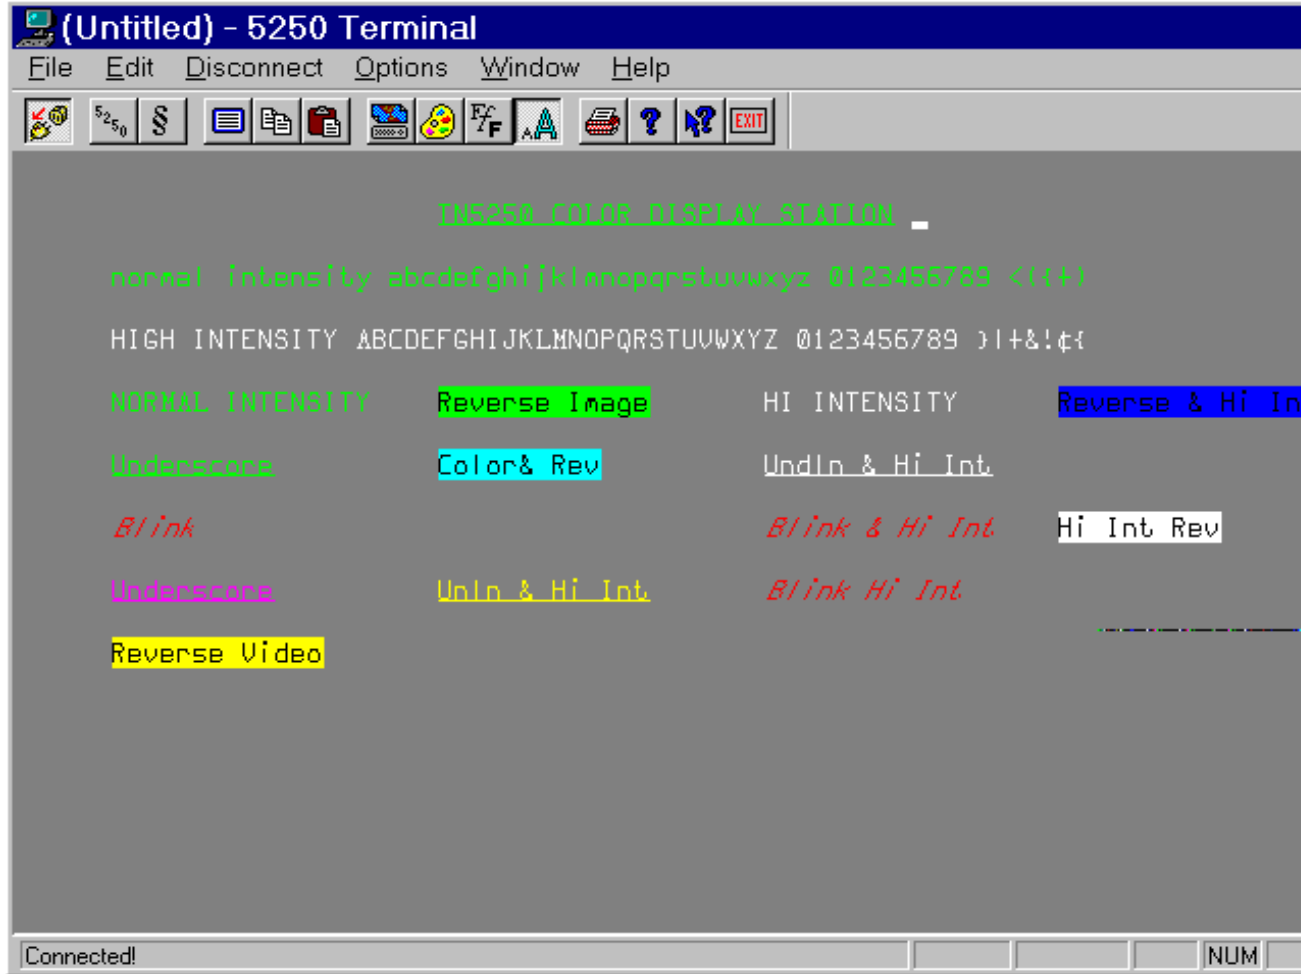 (Untitled) - 5250 Terminal
File Edit Disconnect Options Window Help
5250 § EXIT
TN5250 COLOR DISPLAY STATION
normal intensity abcdefghijklmnopqrstuvwxyz 0123456789 <({+)
HIGH INTENSITY ABCDEFGHIJKLMNOPQRSTUVWXYZ 0123456789 }|+&!¢{
NORMAL INTENSITY Reverse Image HI INTENSITY Reverse & Hi In
Underscore Color& Rev Undln & Hi Int
Blink Blink & Hi Int Hi Int Rev
Underscore Unln & Hi Int Blink Hi Int
Reverse Video
Connected! NUM